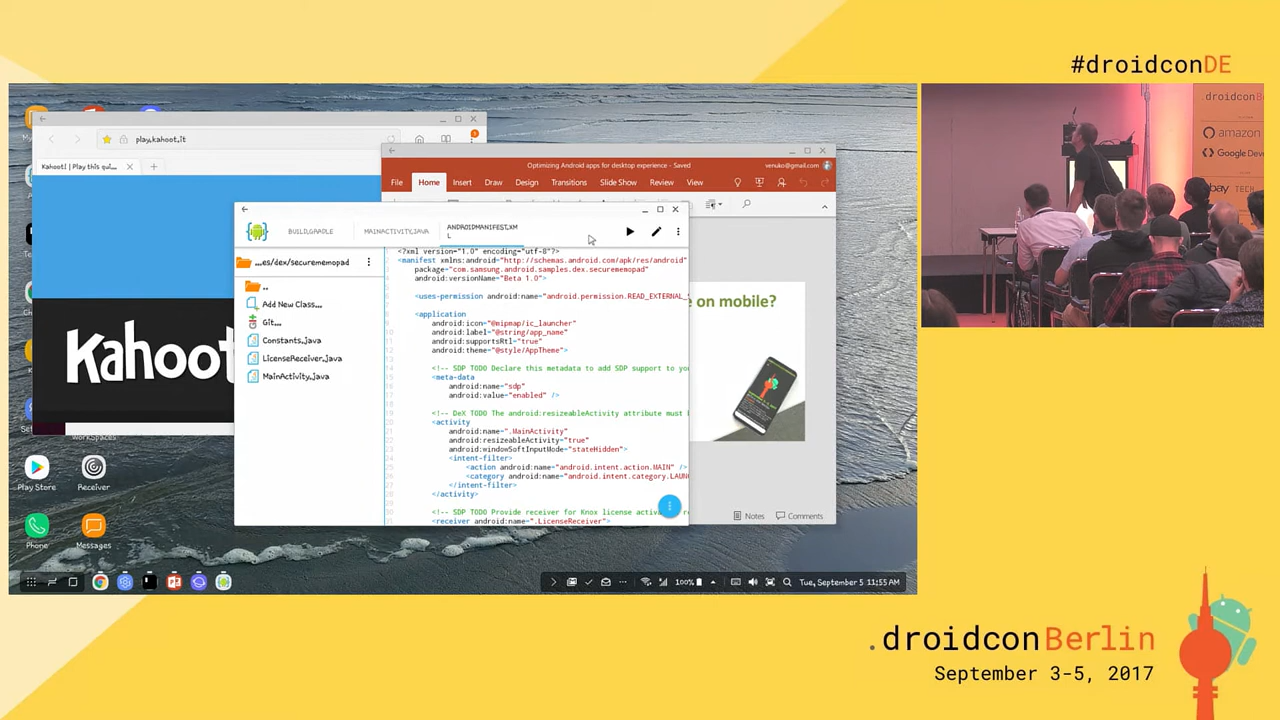 #droidconDE
play.kahoot.it
Kahoot! | Play this qui...
Kahoot
Optimizing Android apps for desktop experience - Saved
venuko@gmail.com
File Home Insert Draw Design Transitions Slide Show Review View
e on mobile?
Notes Comments
BUILD.GRADLE
MAINACTIVITY.JAVA
ANDROIDMANIFEST.XM
L
...es/dex/securememopad
..
Add New Class...
Git...
Constants.java
LicenseReceiver.java
MainActivity.java
<?xml version="1.0" encoding="utf-8"?>
<manifest xmlns:android="http://schemas.android.com/apk/res/android"
package="com.samsung.android.samples.dex.securememopad"
android:versionName="Beta 1.0">
<uses-permission android:name="android.permission.READ_EXTERNAL_
<application
android:icon="@mipmap/ic_launcher"
android:label="@string/app_name"
android:supportsRtl="true"
android:theme="@style/AppTheme">
<!-- SDP TODO Declare this metadata to add SDP support to yo
<meta-data
android:name="sdp"
android:value="enabled" />
<!-- DeX TODO The android:resizeableActivity attribute must
<activity
android:name=".MainActivity"
android:resizeableActivity="true"
android:windowSoftInputMode="stateHidden">
<intent-filter>
<action android:name="android.intent.action.MAIN" />
<category android:name="android.intent.category.LAUN
</intent-filter>
</activity>
<!-- SDP TODO Provide receiver for Knox license activ
<receiver android:name=".LicenseReceiver">
WorkSpaces
Play Store
Receiver
Phone
Messages
100%
Tue, September 5 11:55 AM
droidconB
amazon
Google Deve
bay TECH
.droidconBerlin
September 3-5, 2017